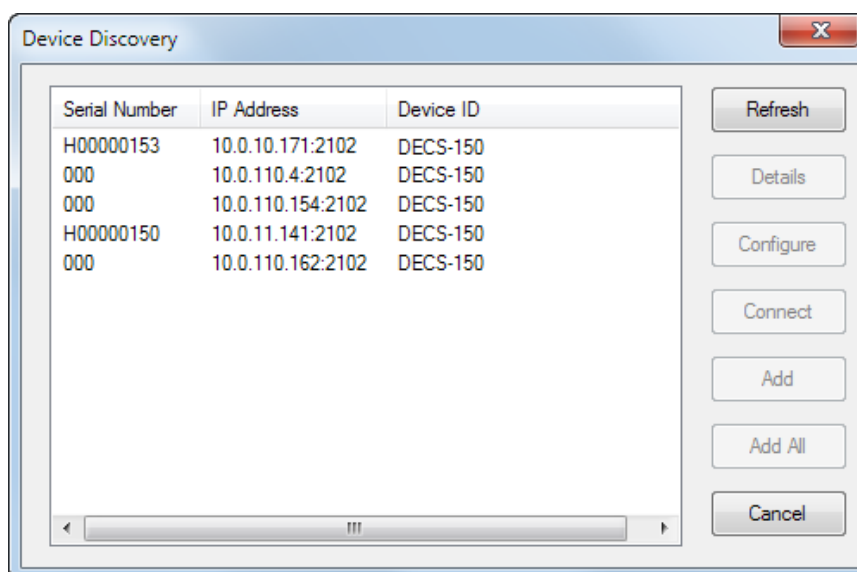 Device Discovery
Serial Number IP Address Device ID
H00000153 10.0.10.171:2102 DECS-150
000 10.0.110.4:2102 DECS-150
000 10.0.110.154:2102 DECS-150
H00000150 10.0.11.141:2102 DECS-150
000 10.0.110.162:2102 DECS-150
Refresh
Details
Configure
Connect
Add
Add All
Cancel